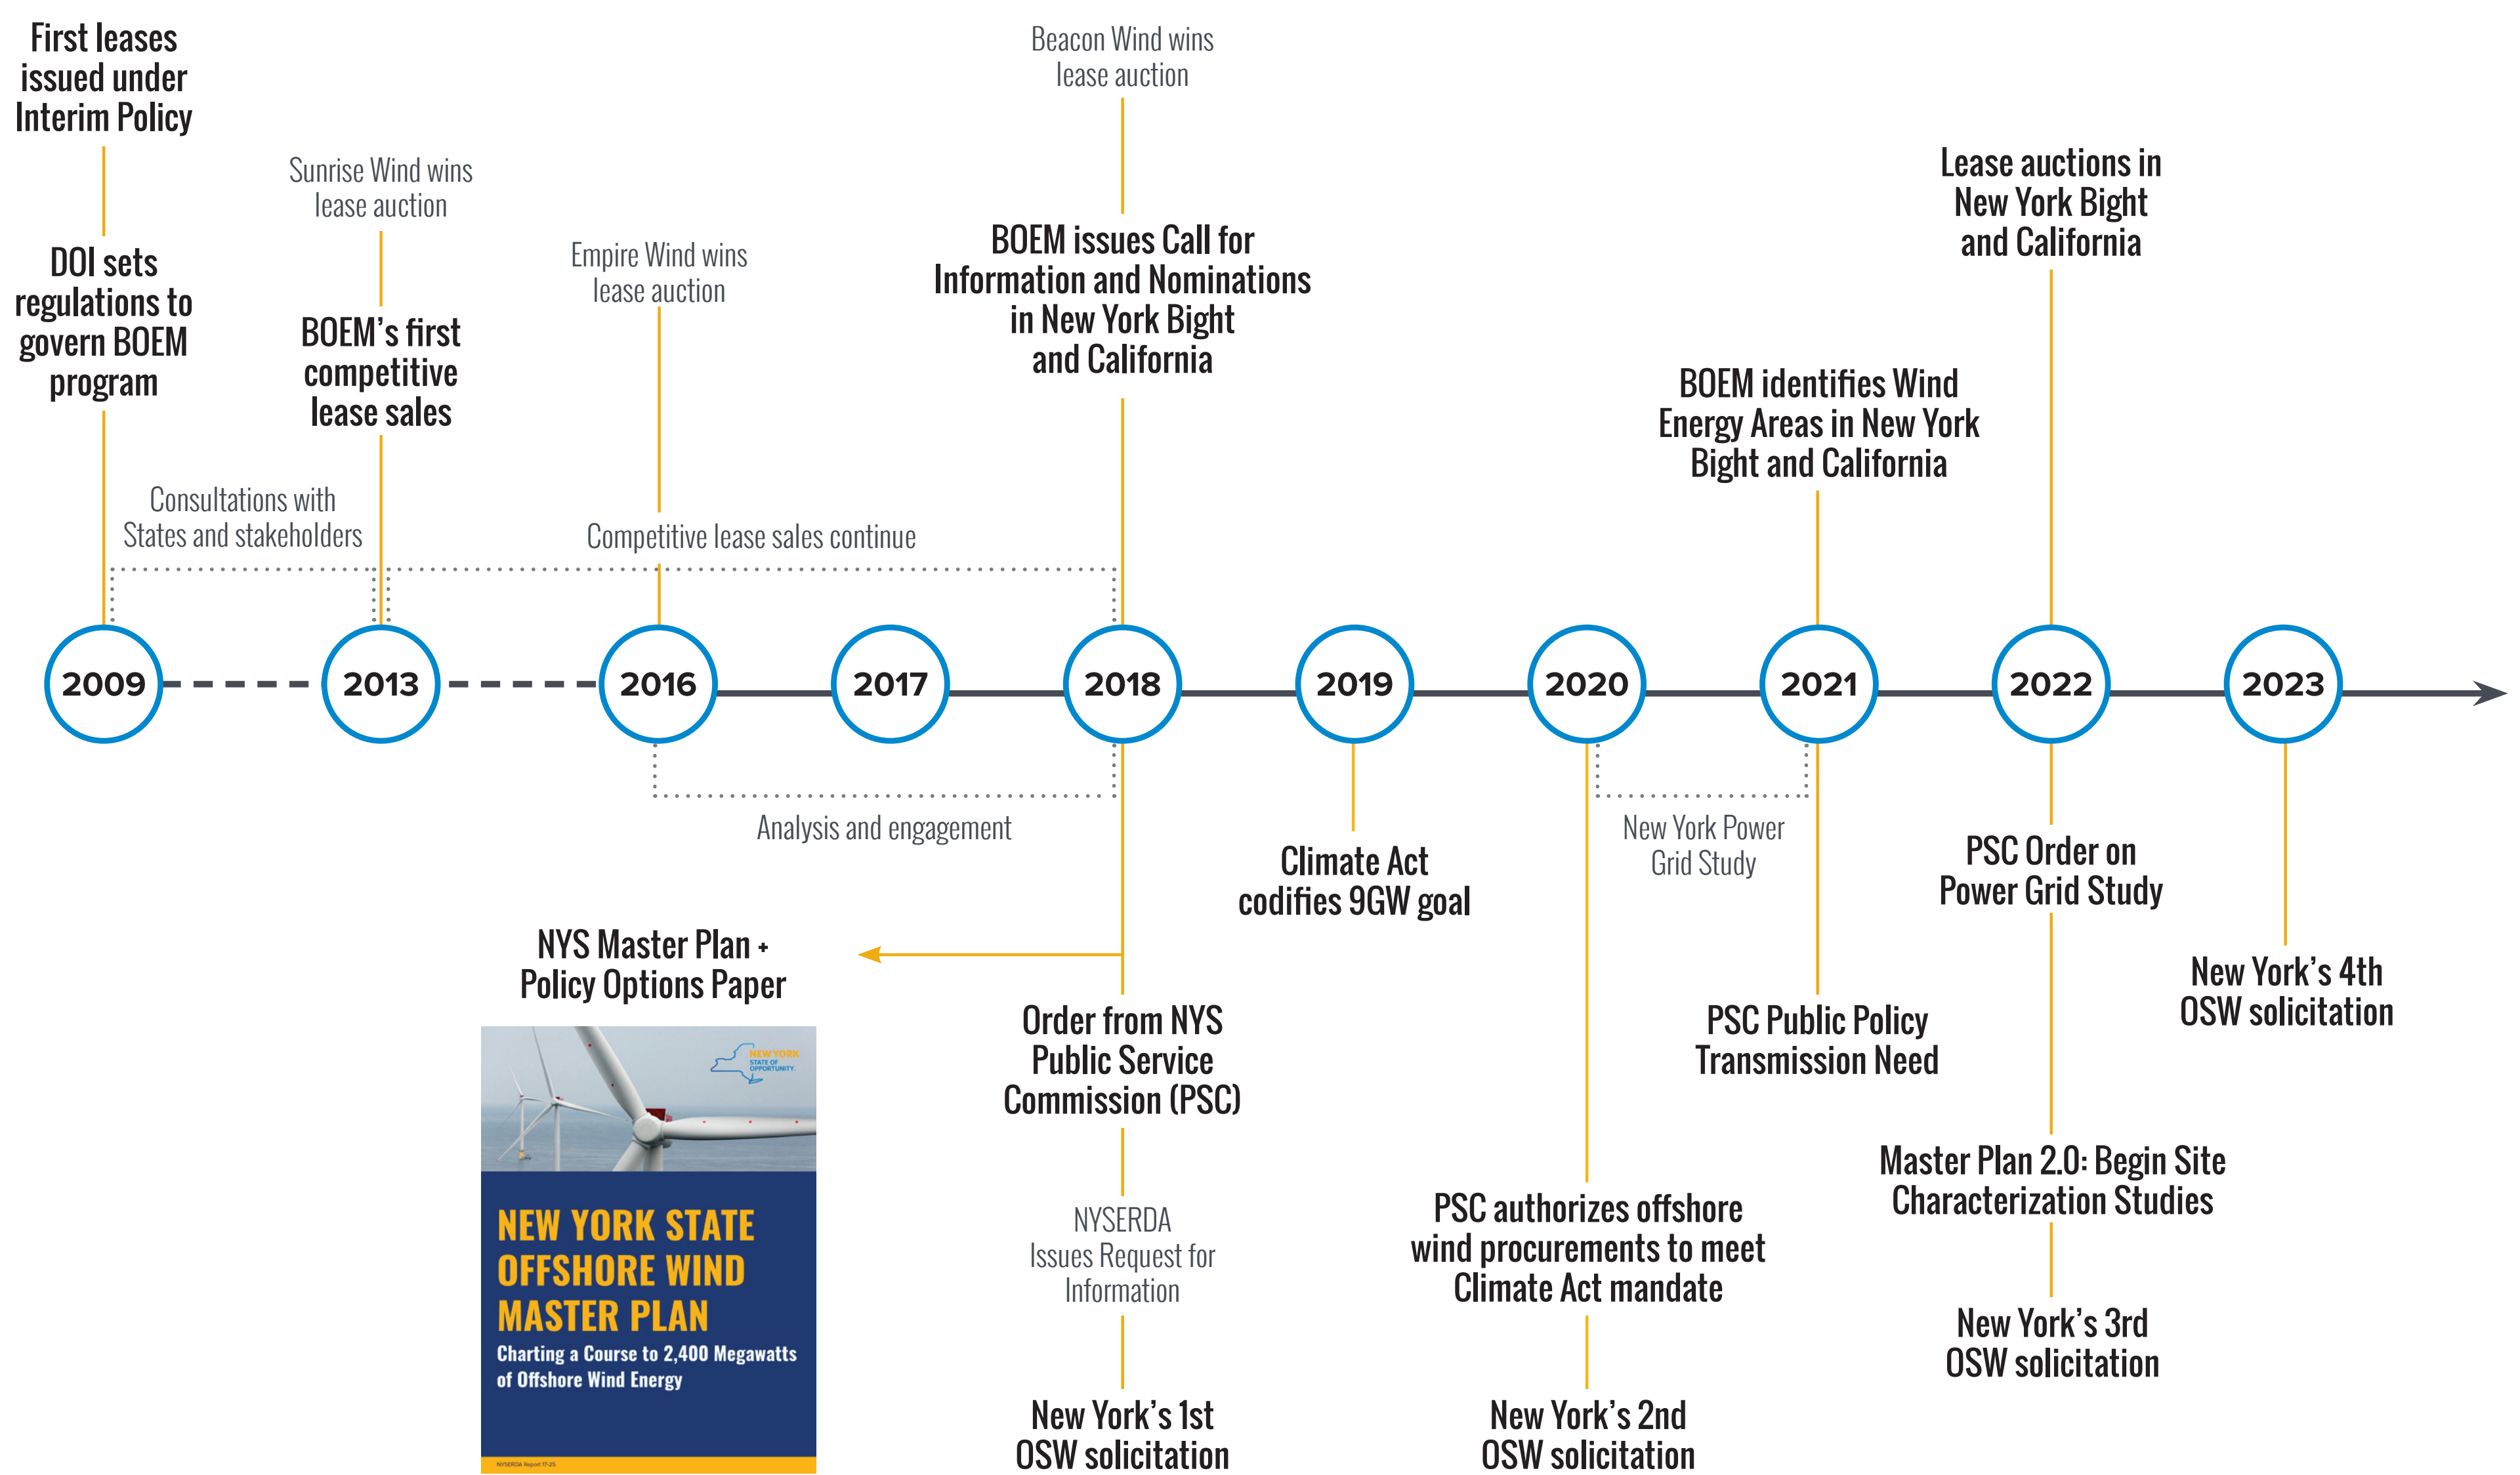 First leases
issued under
Interim Policy
DOI sets
regulations to
govern BOEM
program
Consultations with
States and stakeholders
Sunrise Wind wins
lease auction
BOEM’s first
competitive
lease sales
Empire Wind wins
lease auction
Competitive lease sales continue
Beacon Wind wins
lease auction
BOEM issues Call for
Information and Nominations
in New York Bight
and California
BOEM identifies Wind
Energy Areas in New York
Bight and California
Lease auctions in
New York Bight
and California
2009
2013
2016
2017
2018
2019
2020
2021
2022
2023
Analysis and engagement
NYS Master Plan +
Policy Options Paper
NEW YORK
STATE OF
OPPORTUNITY.
NEW YORK STATE
OFFSHORE WIND
MASTER PLAN
Charting a Course to 2,400 Megawatts
of Offshore Wind Energy
NYSERDA Report 17-25
Order from NYS
Public Service
Commission (PSC)
NYSERDA
Issues Request for
Information
New York’s 1st
OSW solicitation
Climate Act
codifies 9GW goal
New York Power
Grid Study
PSC authorizes offshore
wind procurements to meet
Climate Act mandate
New York’s 2nd
OSW solicitation
PSC Public Policy
Transmission Need
PSC Order on
Power Grid Study
Master Plan 2.0: Begin Site
Characterization Studies
New York’s 3rd
OSW solicitation
New York’s 4th
OSW solicitation